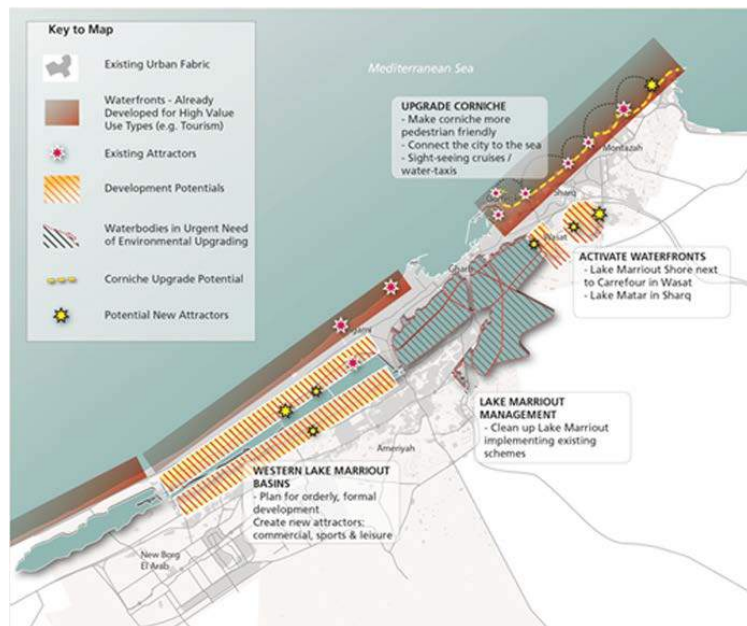 Key to Map
Existing Urban Fabric
Waterfronts - Already
Developed for High Value
Use Types (e.g. Tourism)
Existing Attractors
Development Potentials
Waterbodies in Urgent Need
of Environmental Upgrading
Corniche Upgrade Potential
Potential New Attractors
Mediterranean Sea
UPGRADE CORNICHE
- Make corniche more
pedestrian friendly
- Connect the city to the sea
- Sight-seeing cruises /
water-taxis
Montazah
Sharq
Wasat
ACTIVATE WATERFRONTS
- Lake Marriout Shore next
to Carrefour in Wasat
- Lake Matar in Sharq
Gharb
LAKE MARRIOUT
MANAGEMENT
- Clean up Lake Marriout
implementing existing
schemes
Ameriyah
WESTERN LAKE MARRIOUT
BASINS
- Plan for orderly, formal
development
Create new attractors:
commercial, sports & leisure
New Borg
El Arab